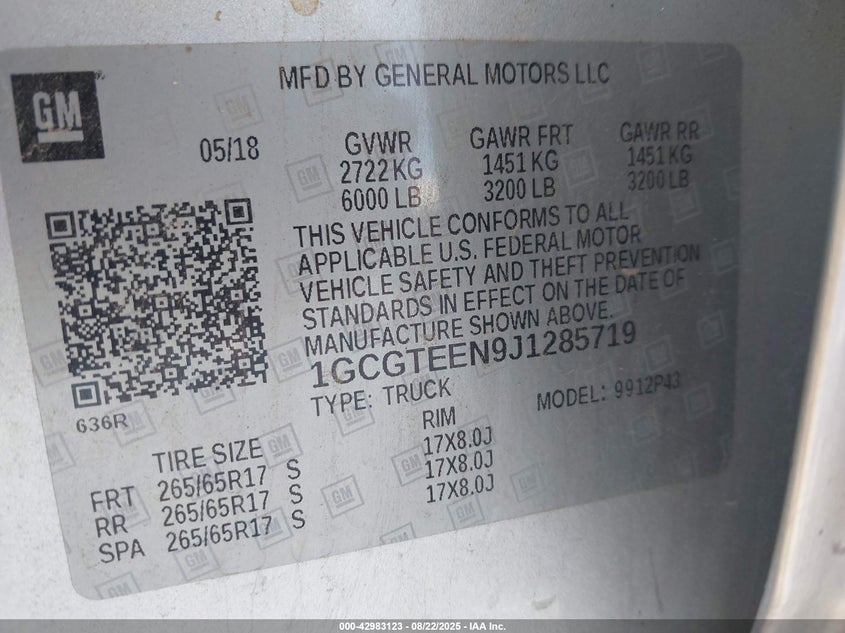 MFD BY GENERAL MOTORS LLC
GM
05/18
GVWR GAWR FRT GAWR RR
2722 KG 1451 KG 1451 KG
6000 LB 3200 LB 3200 LB
THIS VEHICLE CONFORMS TO ALL
APPLICABLE U.S. FEDERAL MOTOR
VEHICLE SAFETY AND THEFT PREVENTION
STANDARDS IN EFFECT ON THE DATE OF
MANUFACTURE SHOWN ABOVE.
1GCGTEEN9J1285719
TYPE: TRUCK MODEL: 9912P43
636R
TIRE SIZE RIM
FRT 265/65R17 S 17X8.0J
RR 265/65R17 S 17X8.0J
SPA 265/65R17 S 17X8.0J
000-42983123 - 08/22/2025 - IAA Inc.